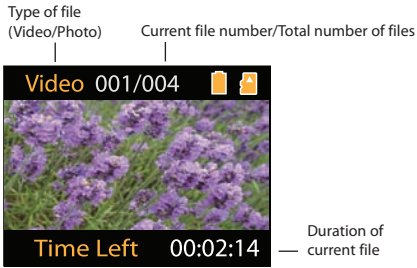 Type of file
(Video/Photo)
Current file number/Total number of files
Video 001/004
Time Left 00:02:14
Duration of
current file